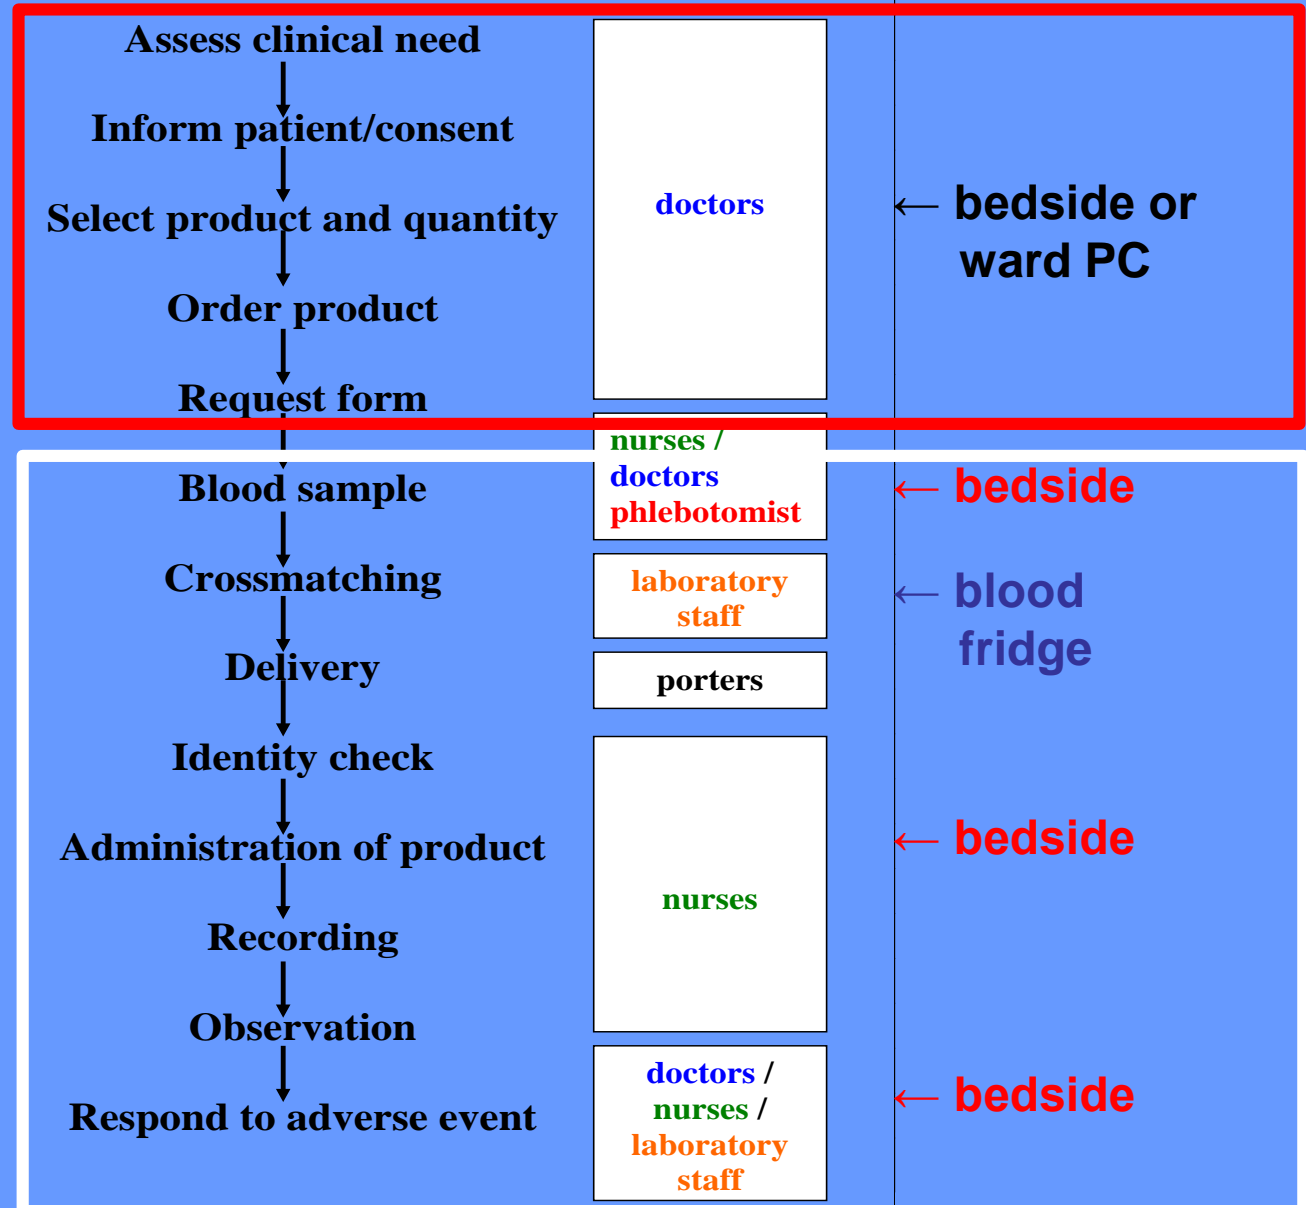 Assess clinical need
Inform patient/consent
Select product and quantity
Order product
Request form
Blood sample
Crossmatching
Delivery
Identity check
Administration of product
Recording
Observation
Respond to adverse event
doctors
nurses /
doctors
phlebotomist
laboratory
staff
porters
nurses
doctors /
nurses /
laboratory
staff
← bedside or
ward PC
← bedside
← blood
fridge
← bedside
← bedside